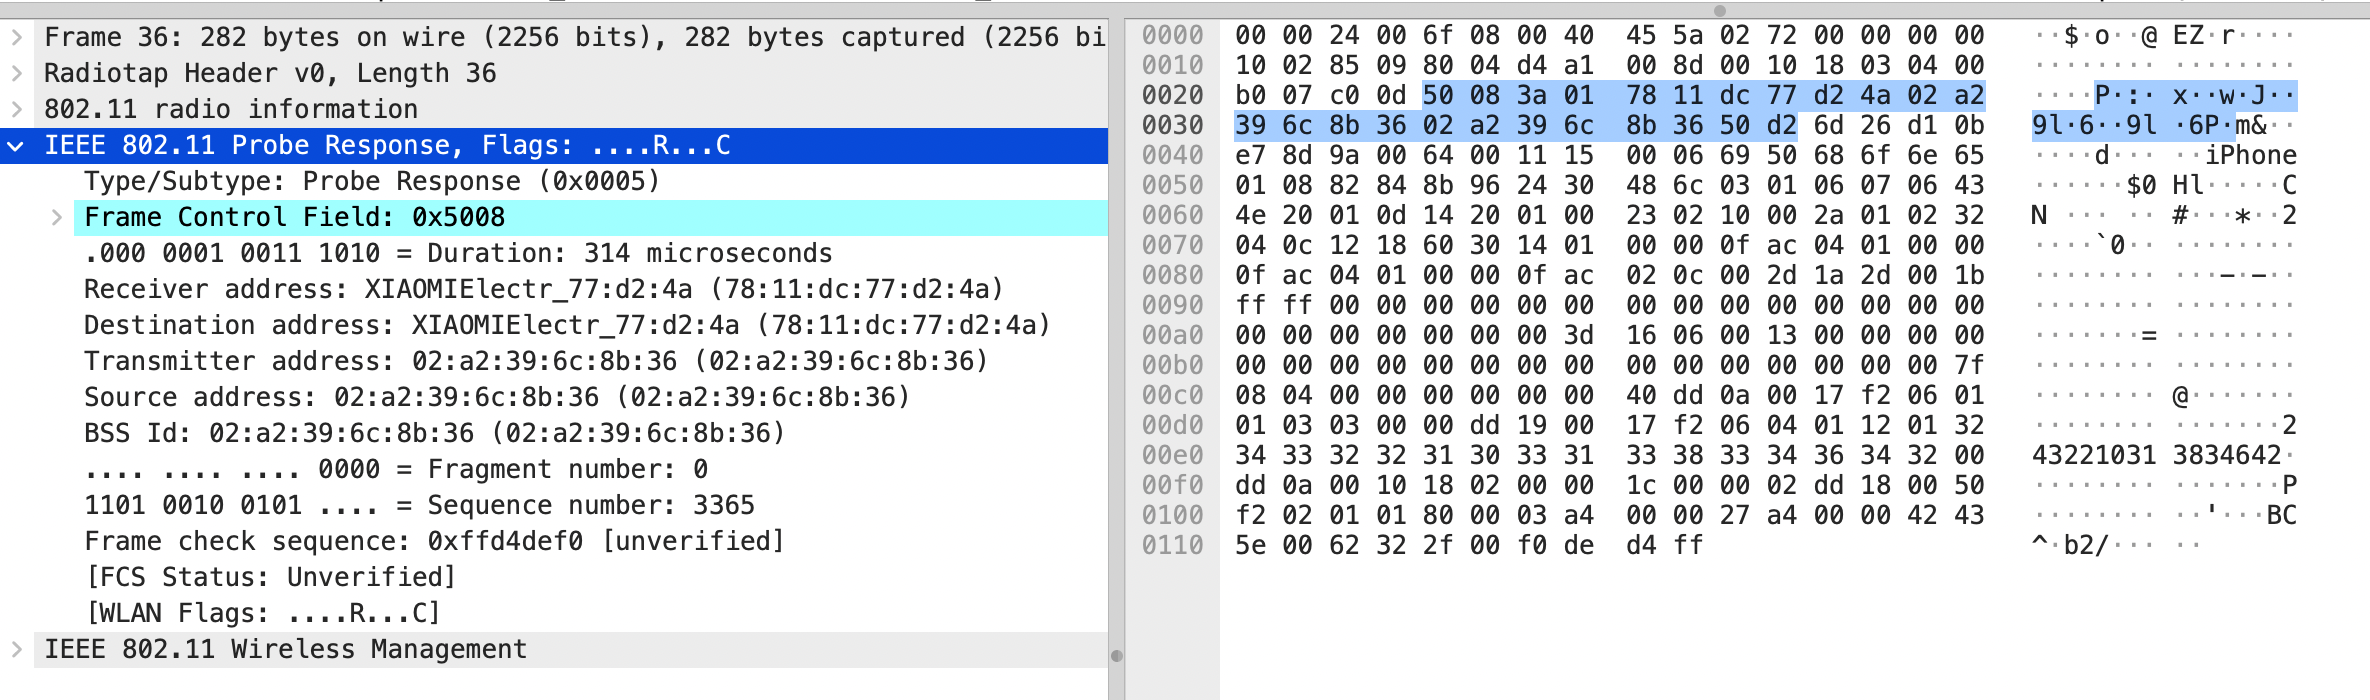 Frame 36: 282 bytes on wire (2256 bits), 282 bytes captured (2256 bi
Radiotap Header v0, Length 36
802.11 radio information
IEEE 802.11 Probe Response, Flags: ....R...C
Type/Subtype: Probe Response (0x0005)
Frame Control Field: 0x5008
.000 0001 0011 1010 = Duration: 314 microseconds
Receiver address: XIAOMIElectr_77:d2:4a (78:11:dc:77:d2:4a)
Destination address: XIAOMIElectr_77:d2:4a (78:11:dc:77:d2:4a)
Transmitter address: 02:a2:39:6c:8b:36 (02:a2:39:6c:8b:36)
Source address: 02:a2:39:6c:8b:36 (02:a2:39:6c:8b:36)
BSS Id: 02:a2:39:6c:8b:36 (02:a2:39:6c:8b:36)
.... .... .... 0000 = Fragment number: 0
1101 0010 0101 .... = Sequence number: 3365
Frame check sequence: 0xffd4def0 [unverified]
[FCS Status: Unverified]
[WLAN Flags: ....R...C]
IEEE 802.11 Wireless Management
0000 00 00 24 00 6f 08 00 40 45 5a 02 72 00 00 00 00 ··$·o··@ EZ·r····
0010 10 02 85 09 80 04 d4 a1 00 8d 00 10 18 03 04 00 ········ ········
0020 b0 07 c0 0d 50 08 3a 01 78 11 dc 77 d2 4a 02 a2 ····P·:· x··w·J··
0030 39 6c 8b 36 02 a2 39 6c 8b 36 50 d2 6d 26 d1 0b 9l·6··9l ·6P·m&··
0040 e7 8d 9a 00 64 00 11 15 00 06 69 50 68 6f 6e 65 ····d··· ··iPhone
0050 01 08 82 84 8b 96 24 30 48 6c 03 01 06 07 06 43 ······$0 Hl·····C
0060 4e 20 01 0d 14 20 01 00 23 02 10 00 2a 01 02 32 N ··· ·· #···*··2
0070 04 0c 12 18 60 30 14 01 00 00 0f ac 04 01 00 00 ····`0·· ········
0080 0f ac 04 01 00 00 0f ac 02 0c 00 2d 1a 2d 00 1b ········ ···-·-··
0090 ff ff 00 00 00 00 00 00 00 00 00 00 00 00 00 00 ········ ········
00a0 00 00 00 00 00 00 00 3d 16 06 00 13 00 00 00 00 ·······= ········
00b0 00 00 00 00 00 00 00 00 00 00 00 00 00 00 00 7f ········ ········
00c0 08 04 00 00 00 00 00 00 40 dd 0a 00 17 f2 06 01 ········ @·······
00d0 01 03 03 00 00 dd 19 00 17 f2 06 04 01 12 01 32 ········ ·······2
00e0 34 33 32 32 31 30 33 31 33 38 33 34 36 34 32 00 43221031 3834642·
00f0 dd 0a 00 10 18 02 00 00 1c 00 00 02 dd 18 00 50 ········ ·······P
0100 f2 02 01 01 80 00 03 a4 00 00 27 a4 00 00 42 43 ········ ··'···BC
0110 5e 00 62 32 2f 00 f0 de d4 ff ^·b2/··· ··